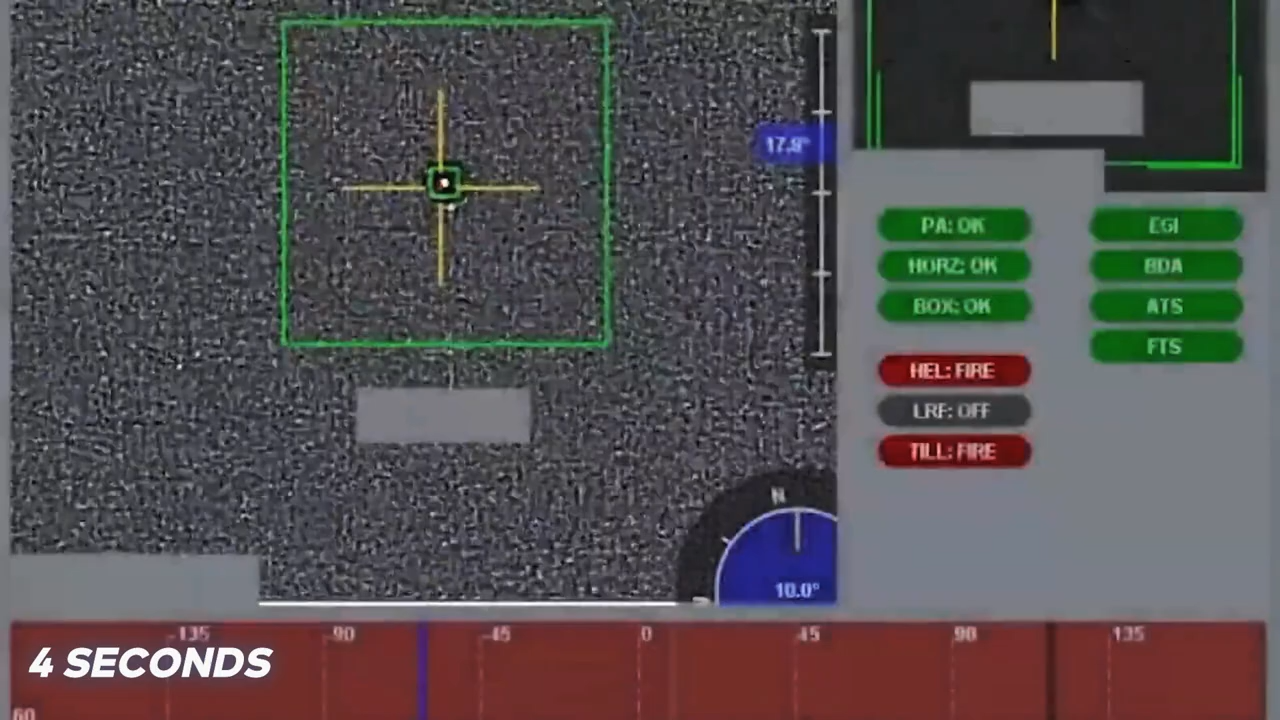 17.9°
PA: OK
EGI
HORZ: OK
BDA
BOX: OK
ATS
FTS
HEL: FIRE
LRF: OFF
TILL: FIRE
N
10.0°
-135 -90 -45 0 45 90 135
4 SECONDS
60